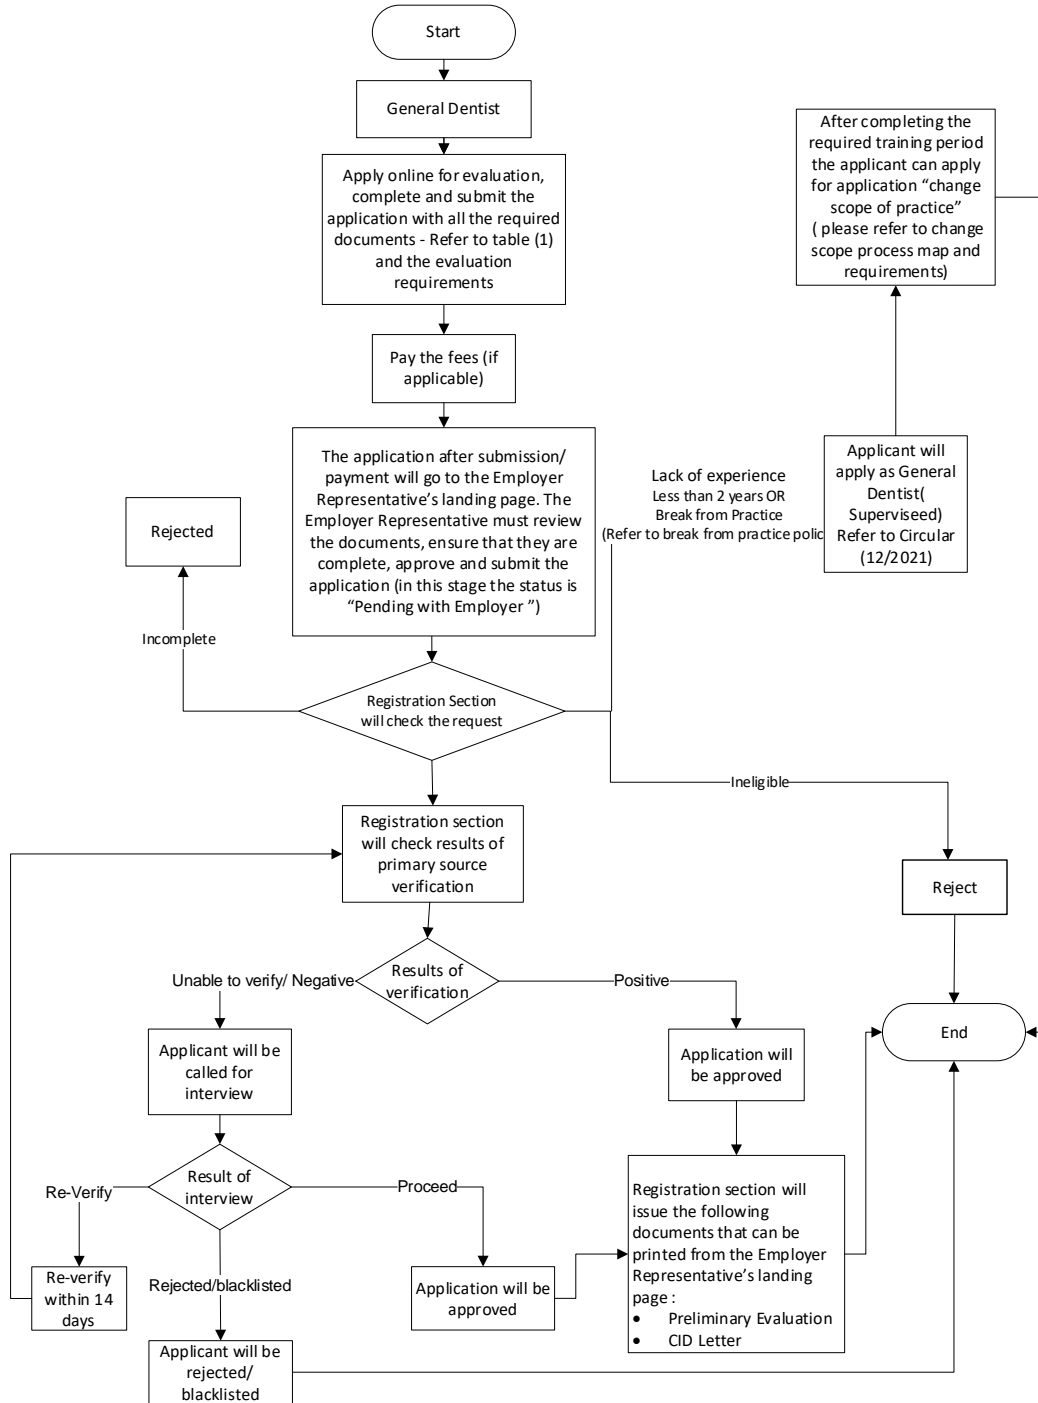 Start
General Dentist
Apply online for evaluation,
complete and submit the
application with all the required
documents - Refer to table (1)
and the evaluation
requirements
Pay the fees (if
applicable)
The application after submission/
payment will go to the Employer
Representative’s landing page. The
Employer Representative must review
the documents, ensure that they are
complete, approve and submit the
application (in this stage the status is
“Pending with Employer ”)
Rejected
Incomplete
Registration Section
will check the request
Lack of experience
Less than 2 years OR
Break from Practice
(Refer to break from practice polic
Applicant will
apply as General
Dentist(
Superviseed)
Refer to Circular
(12/2021)
After completing the
required training period
the applicant can apply
for application “change
scope of practice”
( please refer to change
scope process map and
requirements)
Ineligible
Reject
End
Registration section
will check results of
primary source
verification
Results of
verification
Unable to verify/ Negative
Positive
Applicant will be
called for
interview
Application will
be approved
Result of
interview
Re-Verify
Proceed
Rejected/blacklisted
Re-verify
within 14
days
Application will be
approved
Registration section will
issue the following
documents that can be
printed from the Employer
Representative’s landing
page :
• Preliminary Evaluation
• CID Letter
Applicant will be
rejected/
blacklisted